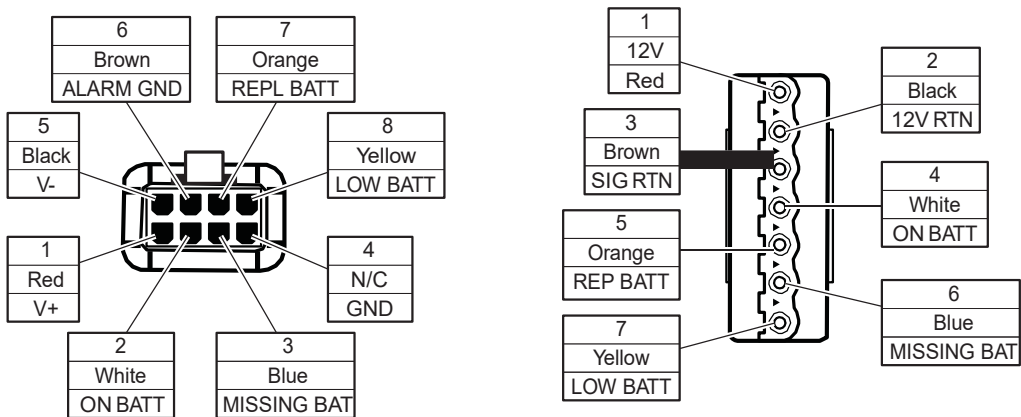 6
Brown
ALARM GND
7
Orange
REPL BATT
5
Black
V-
8
Yellow
LOW BATT
1
Red
V+
4
N/C
GND
2
White
ON BATT
3
Blue
MISSING BAT
1
12V
Red
2
Black
12V RTN
3
Brown
SIG RTN
4
White
ON BATT
5
Orange
REP BATT
6
Blue
MISSING BAT
7
Yellow
LOW BATT